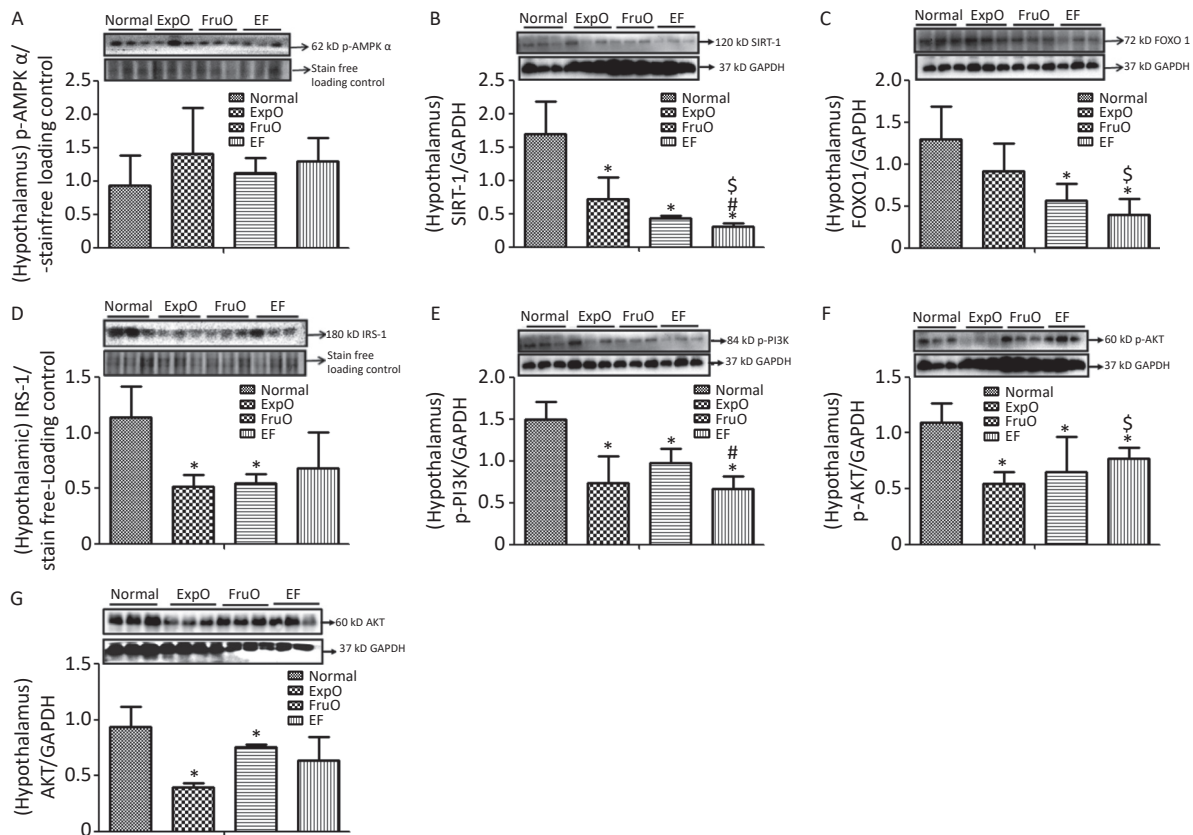 A
Normal ExpO FruO EF
62 kD p-AMPK α
Stain free
loading control
(Hypothalamus) p-AMPK α/
-stainfree loading control
2.5
2.0
1.5
1.0
0.5
0
Normal
ExpO
FruO
EF
B
Normal ExpO FruO EF
120 kD SIRT-1
37 kD GAPDH
(Hypothalamus)
SIRT-1/GAPDH
2.5
2.0
1.5
1.0
0.5
0
Normal
ExpO
FruO
EF
*
*
$
#
*
C
Normal ExpO FruO EF
72 kD FOXO 1
37 kD GAPDH
(Hypothalamus)
FOXO1/GAPDH
2.0
1.5
1.0
0.5
0
Normal
ExpO
FruO
EF
*
$
*
D
Normal ExpO FruO EF
180 kD IRS-1
Stain free
loading control
(Hypothalamic) IRS-1/
stain free-Loading control
1.5
1.0
0.5
0
Normal
ExpO
FruO
EF
*
*
E
Normal ExpO FruO EF
84 kD p-PI3K
37 kD GAPDH
(Hypothalamus)
p-PI3K/GAPDH
2.0
1.5
1.0
0.5
0
Normal
ExpO
FruO
EF
*
*
#
*
F
Normal ExpO FruO EF
60 kD p-AKT
37 kD GAPDH
(Hypothalamus)
p-AKT/GAPDH
1.5
1.0
0.5
0
Normal
ExpO
FruO
EF
*
*
$
*
G
Normal ExpO FruO EF
60 kD AKT
37 kD GAPDH
(Hypothalamus)
AKT/GAPDH
1.5
1.0
0.5
0
Normal
ExpO
FruO
EF
*
*